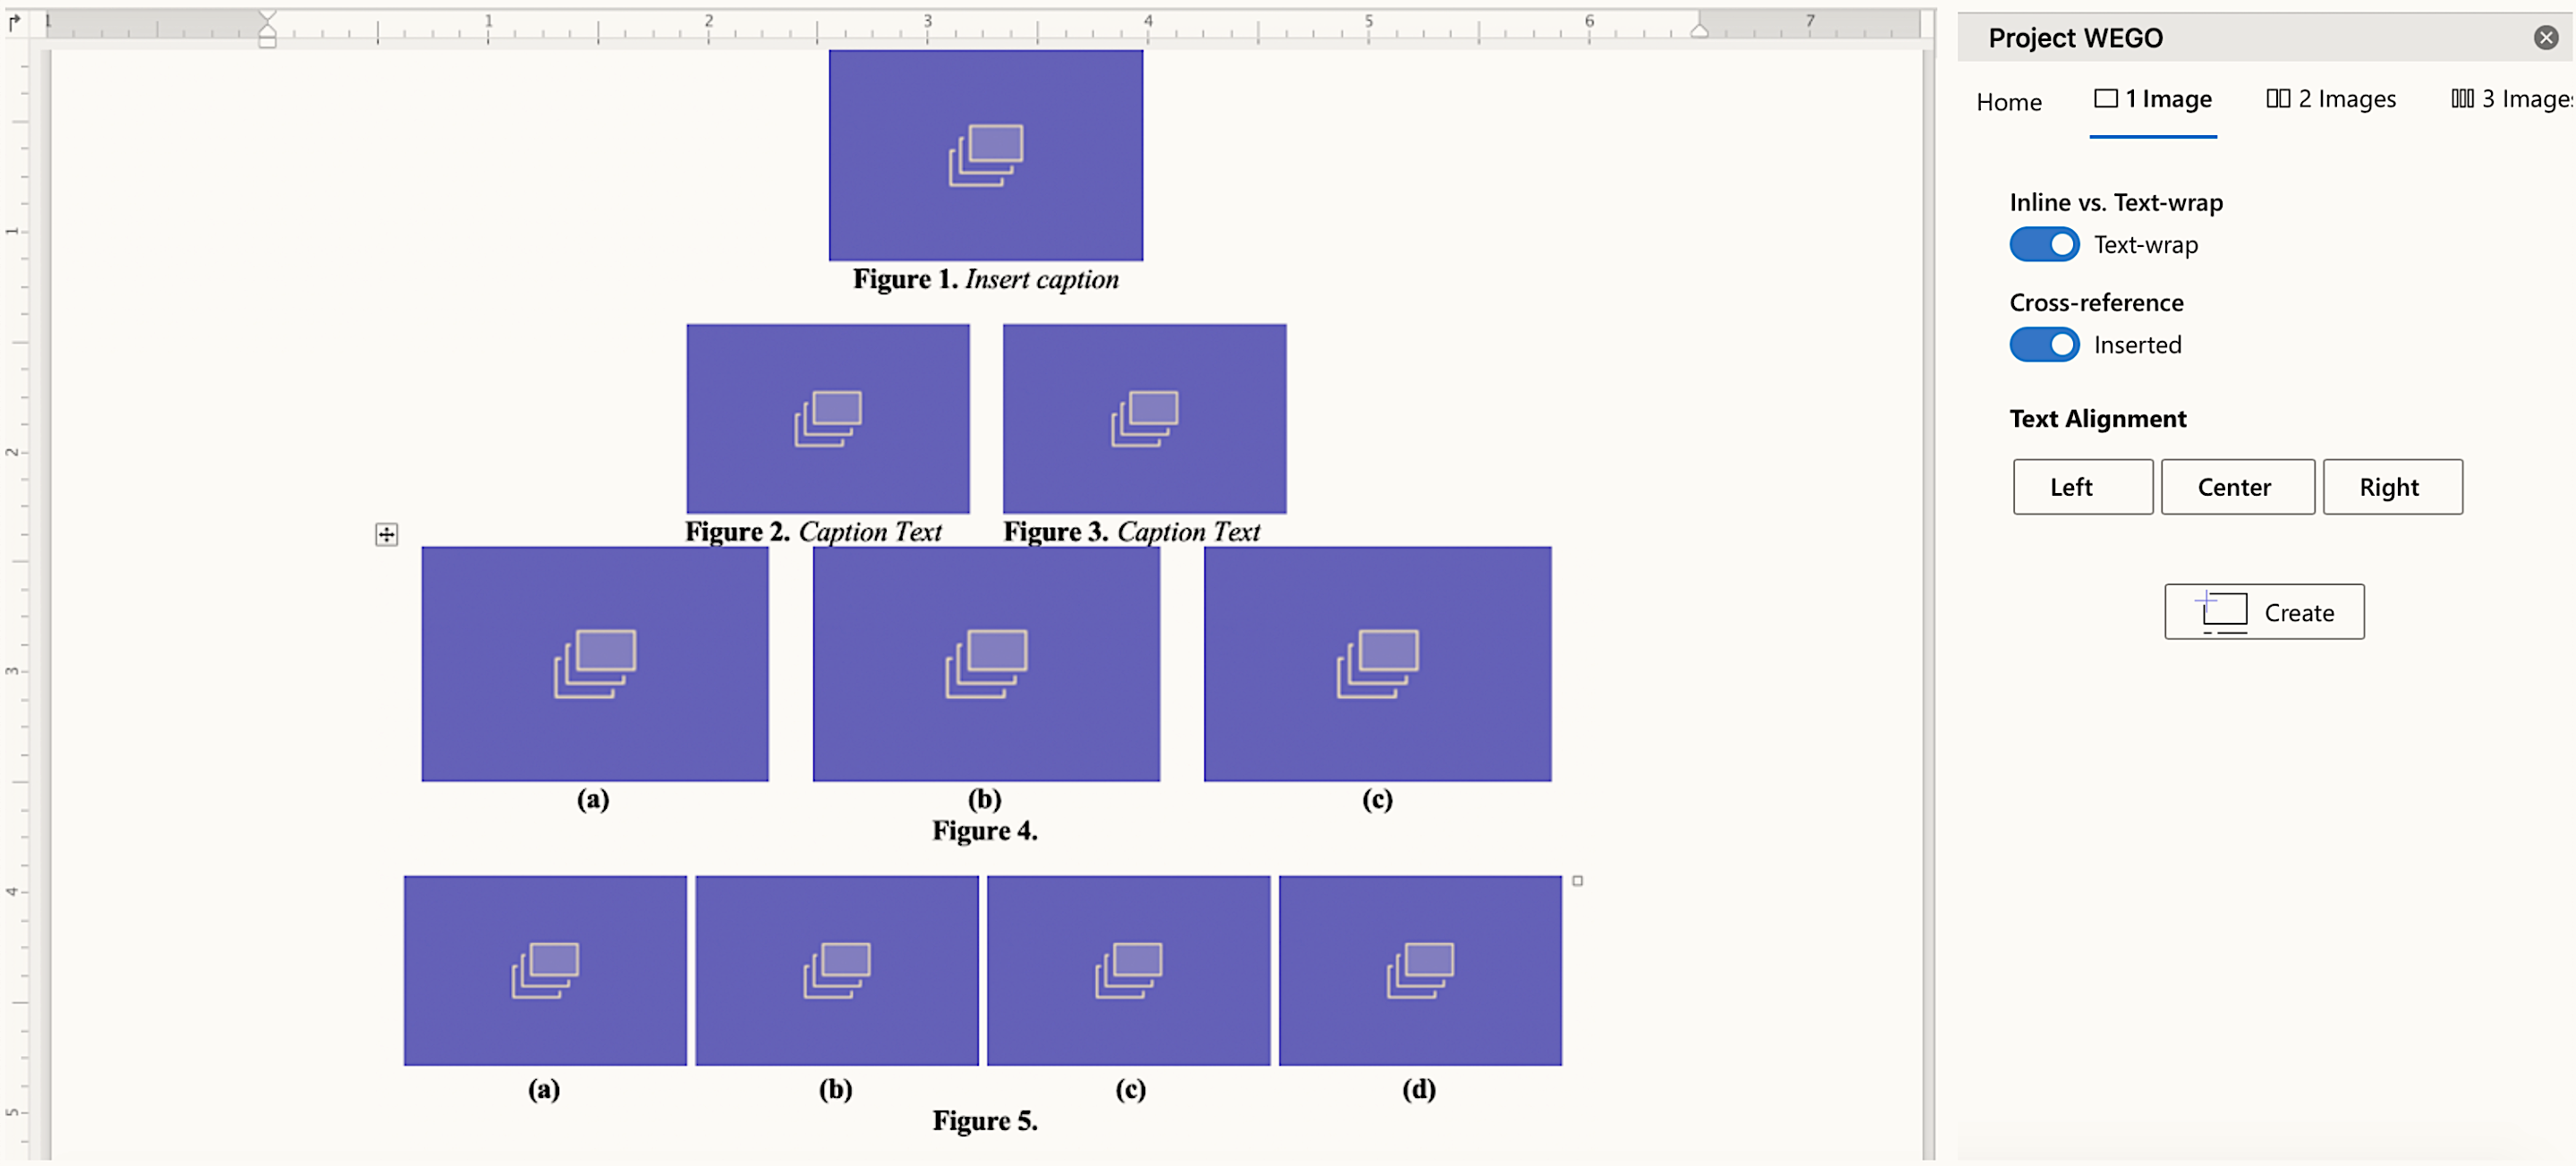 1 1 2 3 4 5 6 7
Project WEGO
Home 1 Image 2 Images 3 Image
Inline vs. Text-wrap
Text-wrap
Cross-reference
Inserted
Text Alignment
Left Center Right
Create
1
2
3
4
5
Figure 1. Insert caption
Figure 2. Caption Text Figure 3. Caption Text
(a) (b) (c)
Figure 4.
(a) (b) (c) (d)
Figure 5.